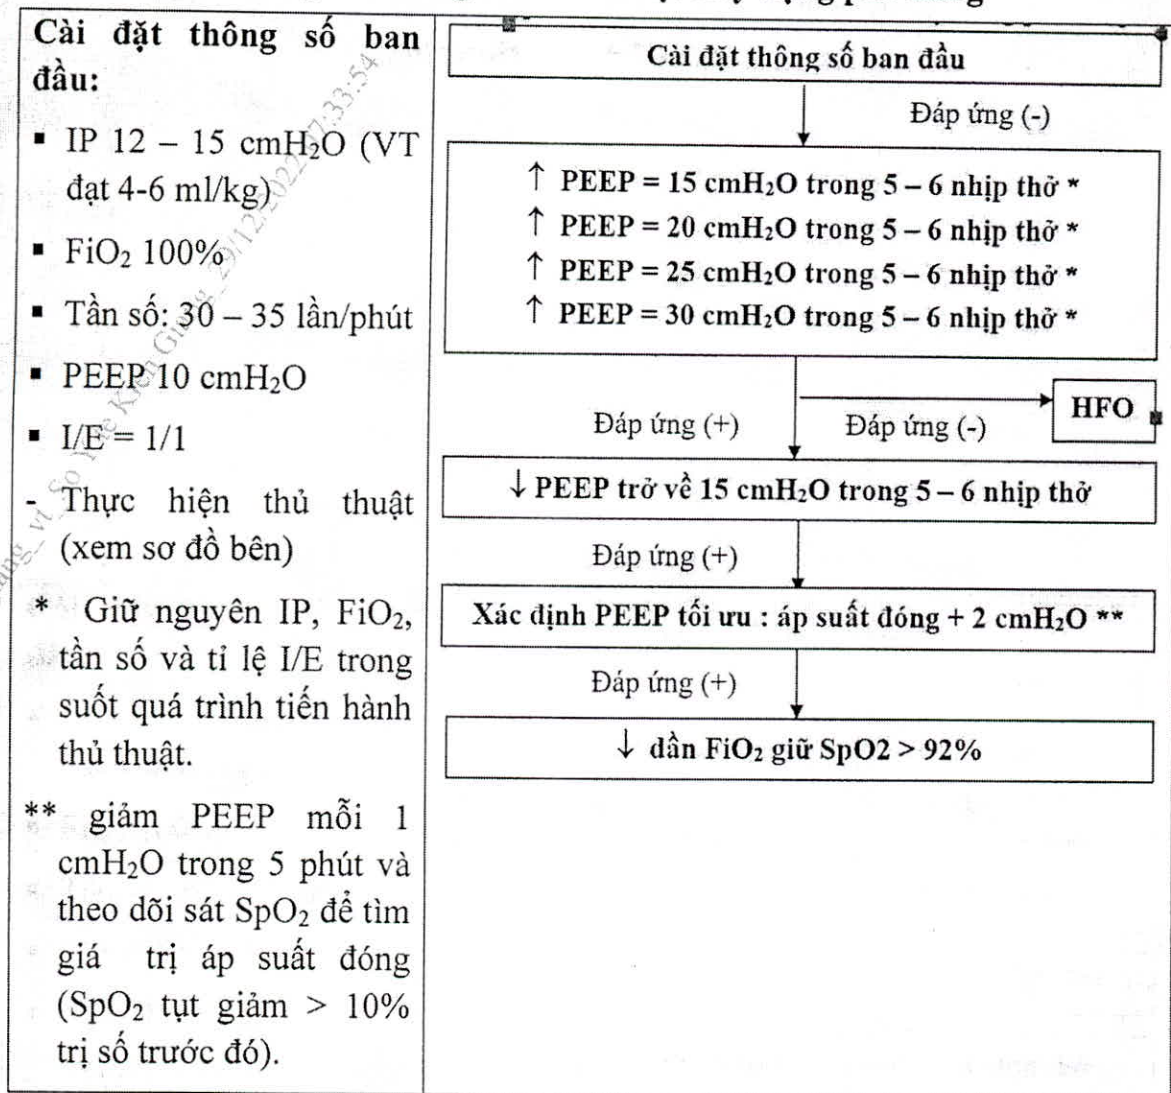 Cài đặt thông số ban
đầu:
▪ IP 12 – 15 cmH₂O (VT
đạt 4-6 ml/kg)
▪ FiO₂ 100%
▪ Tần số: 30 – 35 lần/phút
▪ PEEP 10 cmH₂O
▪ I/E = 1/1
- Thực hiện thủ thuật
(xem sơ đồ bên)
* Giữ nguyên IP, FiO₂,
tần số và tỉ lệ I/E trong
suốt quá trình tiến hành
thủ thuật.
** giảm PEEP mỗi 1
cmH₂O trong 5 phút và
theo dõi sát SpO₂ để tìm
giá trị áp suất đóng
(SpO₂ tụt giảm > 10%
trị số trước đó).
Cài đặt thông số ban đầu
Đáp ứng (-)
↑ PEEP = 15 cmH₂O trong 5 – 6 nhịp thở *
↑ PEEP = 20 cmH₂O trong 5 – 6 nhịp thở *
↑ PEEP = 25 cmH₂O trong 5 – 6 nhịp thở *
↑ PEEP = 30 cmH₂O trong 5 – 6 nhịp thở *
Đáp ứng (+) Đáp ứng (-) HFO
↓ PEEP trở về 15 cmH₂O trong 5 – 6 nhịp thở
Đáp ứng (+)
Xác định PEEP tối ưu : áp suất đóng + 2 cmH₂O **
Đáp ứng (+)
↓ dần FiO₂ giữ SpO2 > 92%